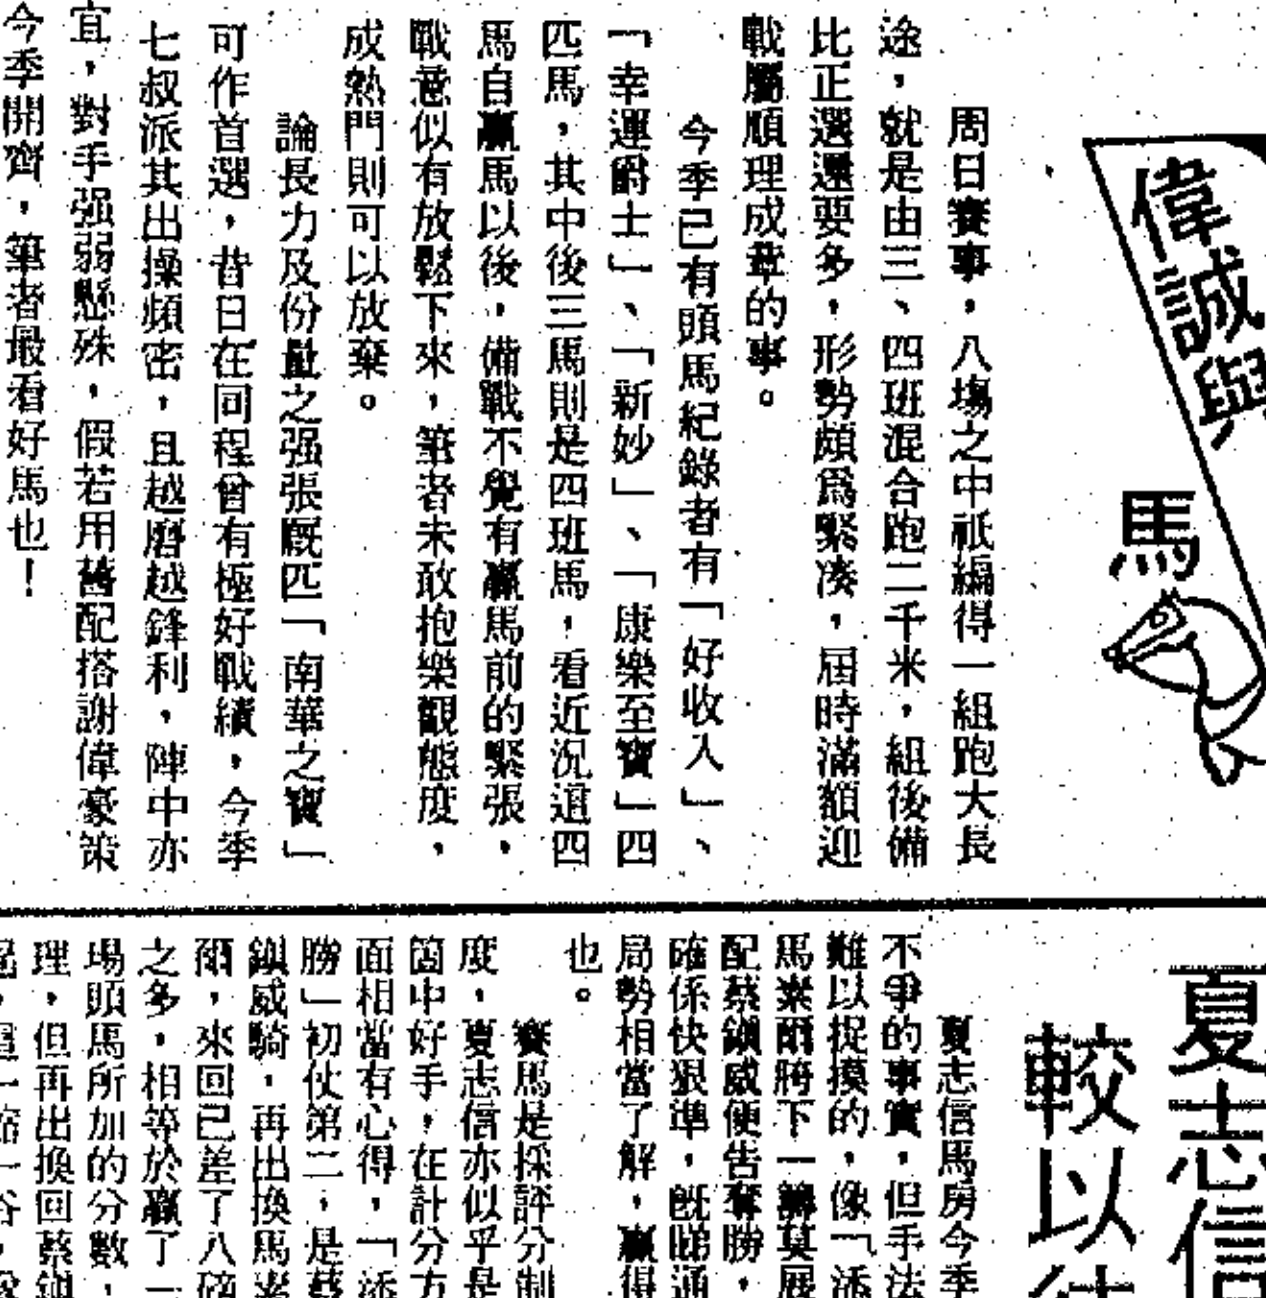 偉誠與
馬
周日賽事，八場之中祇編得一組跑大長
途，就是由三、四班混合跑二千米，組後備
比正選還要多，形勢頗爲緊凑，屆時滿額迎
戰屬順理成章的事。
今季已有頭馬紀錄者有「好收入」、
「幸運爵士」、「新妙」、「康樂至寶」四
匹馬，其中後三馬則是四班馬，看近況這四
馬自贏馬以後，備戰不覺有贏馬前的緊張，
戰意似有放鬆下來，筆者未敢抱樂觀態度，
成熱門則可以放棄。
論長力及份量之强張厩匹「南華之寶」
可作首選，昔日在同程曾有極好戰績，今季
七叔派其出操頻密，且越磨越鋒利，陣中亦
宜，對手强弱懸殊，假若用舊配搭謝偉豪策
今季開齋，筆者最看好馬也！
夏志信
較以
夏志信馬房今季
不爭的事實，但手法
難以捉摸的，像「添
馬素爾胯下一籌莫展
配蔡鎭威便告奪勝，
確係快狠準，旣睇通
局勢相當了解，贏得
也。
賽馬是採評分制
度，夏志信亦似乎是
箇中好手，在計分方
面相當有心得，「添
勝」初仗第二，是蔡
鎭威騎，再出換馬素
爾，來回已差了八磅
之多，相等於贏了一
場頭馬所加的分數，
理，但再出換回蔡鎭